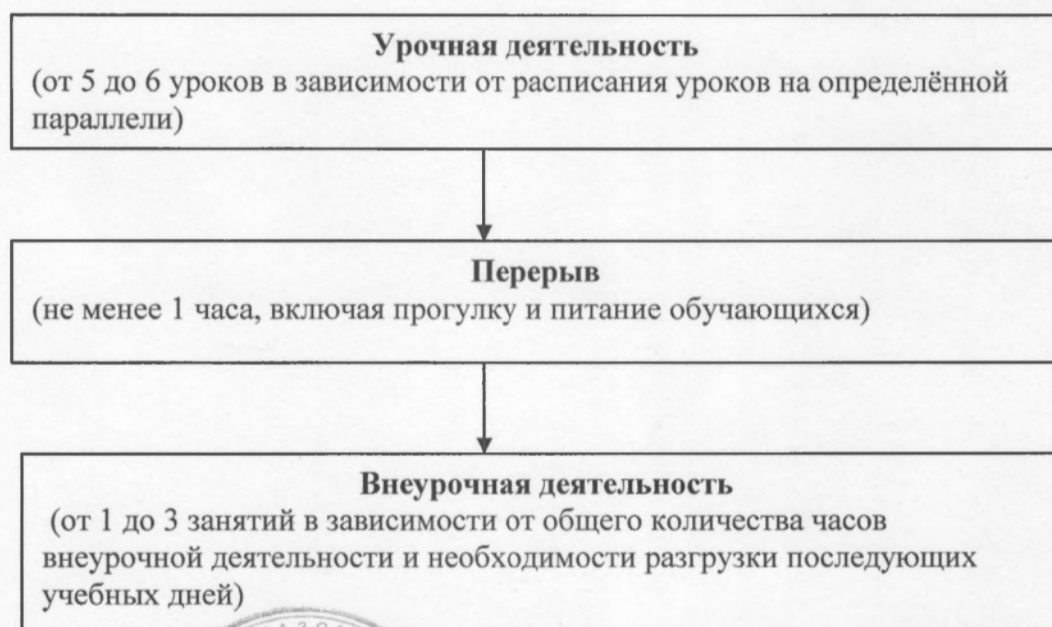 Урочная деятельность
(от 5 до 6 уроков в зависимости от расписания уроков на определённой
параллели)
Перерыв
(не менее 1 часа, включая прогулку и питание обучающихся)
Внеурочная деятельность
(от 1 до 3 занятий в зависимости от общего количества часов
внеурочной деятельности и необходимости разгрузки последующих
учебных дней)